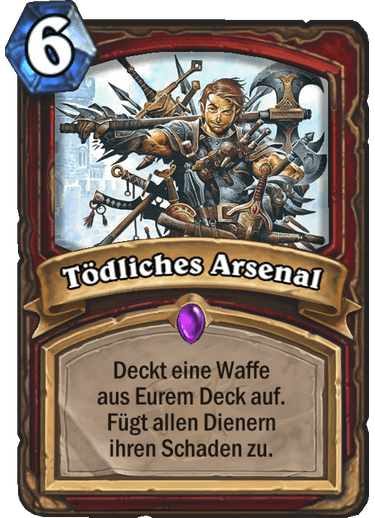 6
Tödliches Arsenal
Deckt eine Waffe
aus Eurem Deck auf.
Fügt allen Dienern
ihren Schaden zu.